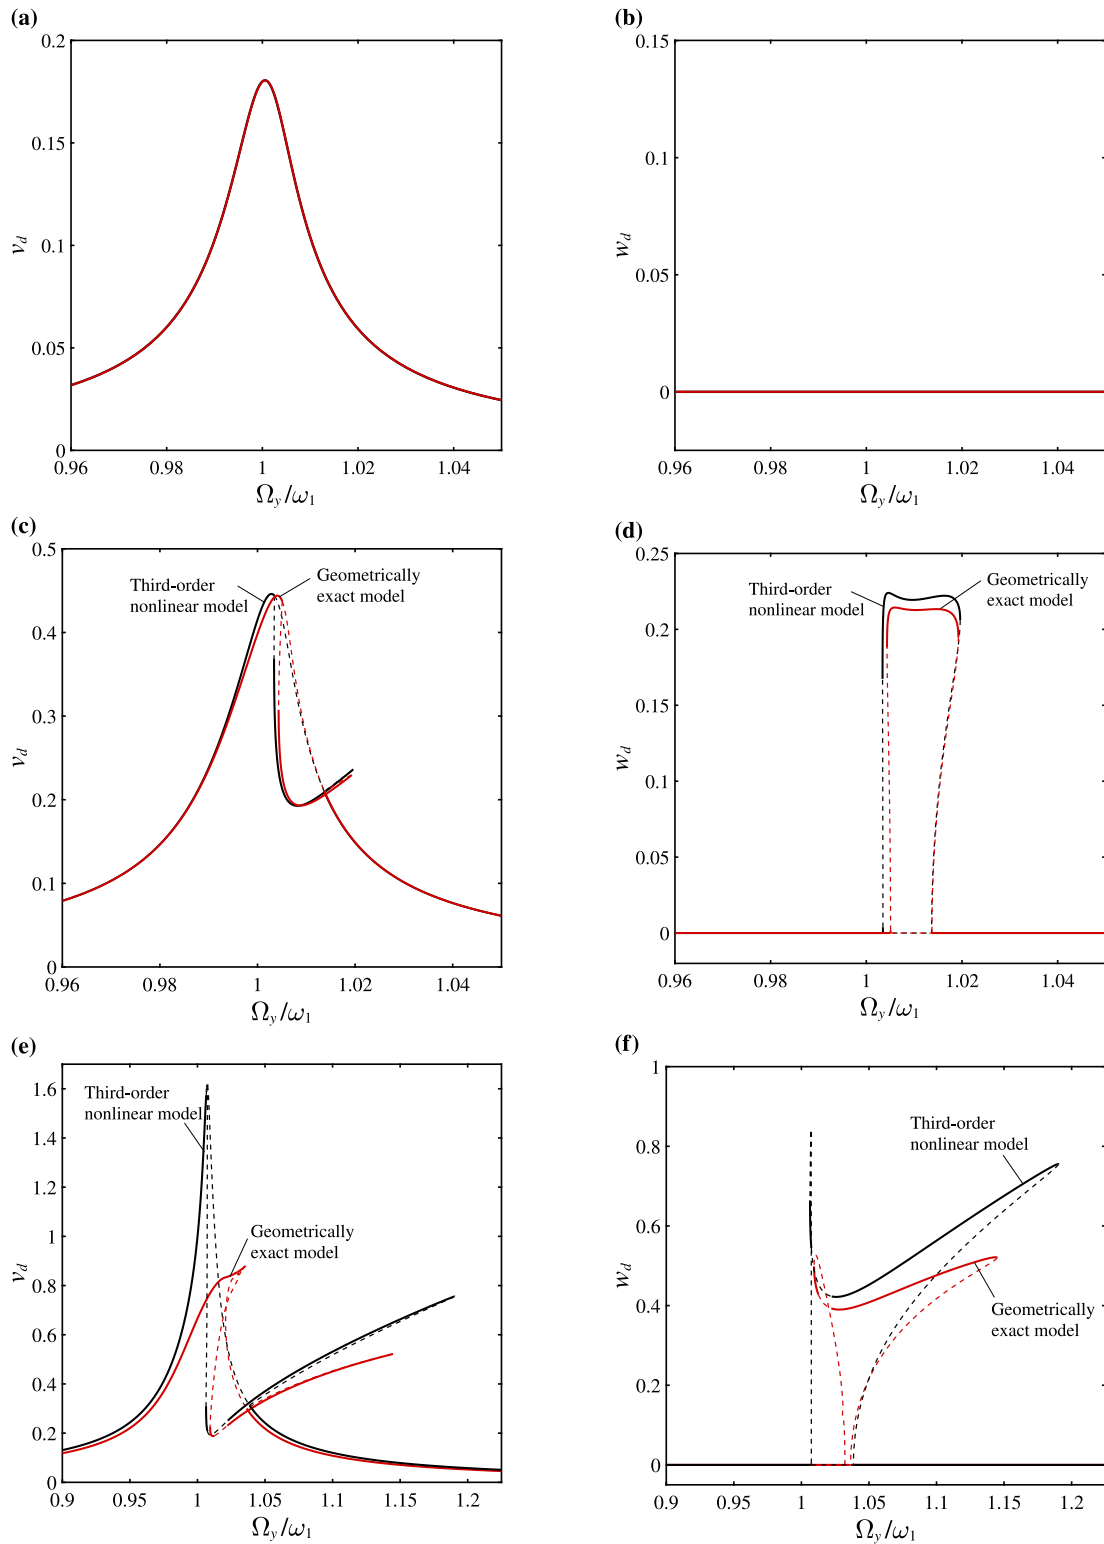 (a)
0.2
0.15
0.1
0.05
0
v_d
0.96
0.98
1
1.02
1.04
Ω_y/ω_1
(b)
0.15
0.1
0.05
0
w_d
0.96
0.98
1
1.02
1.04
Ω_y/ω_1
(c)
0.5
0.4
0.3
0.2
0.1
0
v_d
Third-order
nonlinear model
Geometrically
exact model
0.96
0.98
1
1.02
1.04
Ω_y/ω_1
(d)
0.25
0.2
0.15
0.1
0.05
0
w_d
Third-order
nonlinear model
Geometrically
exact model
0.96
0.98
1
1.02
1.04
Ω_y/ω_1
(e)
1.6
1.4
1.2
1
0.8
0.6
0.4
0.2
0
v_d
Third-order
nonlinear model
Geometrically
exact model
0.9
0.95
1
1.05
1.1
1.15
1.2
Ω_y/ω_1
(f)
1
0.8
0.6
0.4
0.2
0
w_d
Third-order
nonlinear model
Geometrically
exact model
0.9
0.95
1
1.05
1.1
1.15
1.2
Ω_y/ω_1